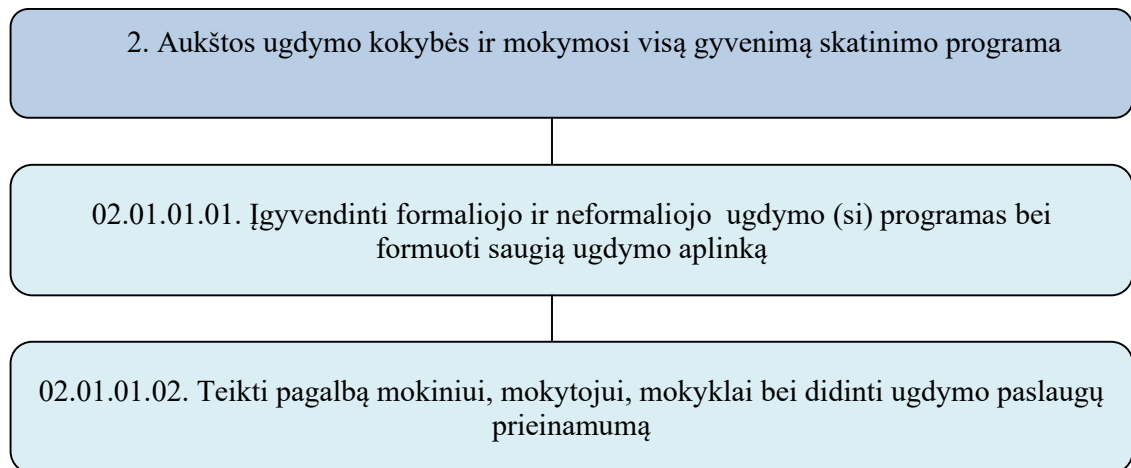 2. Aukštos ugdymo kokybės ir mokymosi visą gyvenimą skatinimo programa
02.01.01.01. Įgyvendinti formaliojo ir neformaliojo  ugdymo (si) programas bei
formuoti saugią ugdymo aplinką
02.01.01.02. Teikti pagalbą mokiniui, mokytojui, mokyklai bei didinti ugdymo paslaugų
prieinamumą